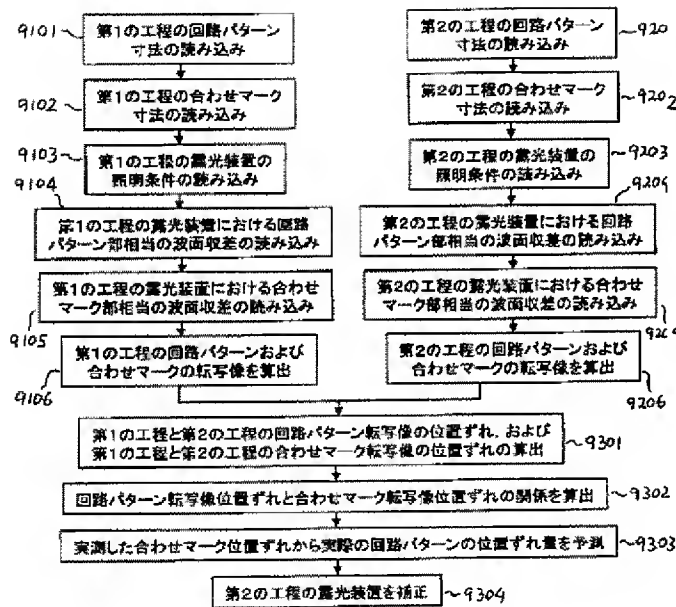 9101
第1の工程の回路パターン
寸法の読み込み
9102
第1の工程の合わせマーク
寸法の読み込み
9103
第1の工程の露光装置の
照明条件の読み込み
9104
第1の工程の露光装置における回路
パターン部相当の波面収差の読み込み
第1の工程の露光装置における合わせ
マーク部相当の波面収差の読み込み
9105
第1の工程の回路パターンおよび
合わせマークの転写像を算出
9106
第2の工程の回路パターン
寸法の読み込み
920
第2の工程の合わせマーク
寸法の読み込み
9202
第2の工程の露光装置の
照明条件の読み込み
9203
9204
第2の工程の露光装置における回路
パターン部相当の波面収差の読み込み
第2の工程の露光装置における合わせ
マーク部相当の波面収差の読み込み
第2の工程の回路パターンおよび
合わせマークの転写像を算出
9206
第1の工程と第2の工程の回路パターン転写像の位置ずれ、および
第1の工程と第2の工程の合わせマーク転写像の位置ずれの算出
9301
回路パターン転写像位置ずれと合わせマーク転写像位置ずれの関係を算出
9302
実測した合わせマーク位置ずれから実際の回路パターンの位置ずれ量を予測
9303
第2の工程の露光装置を補正
9304